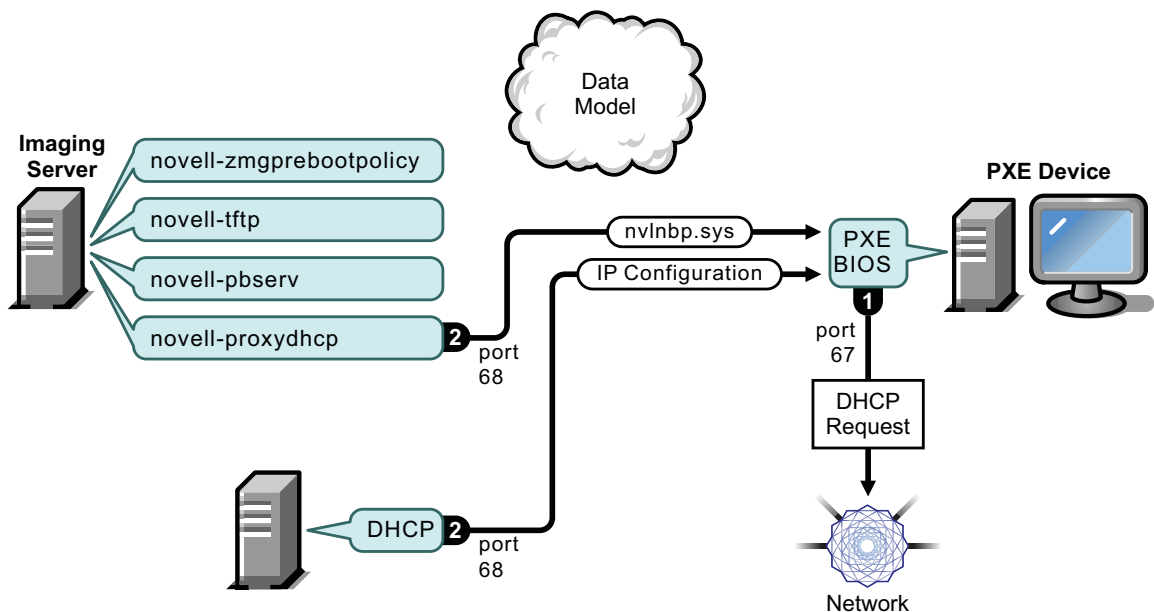 Data
Model
Imaging
Server
novell-zmgprebootpolicy
novell-tftp
novell-pbserv
novell-proxydhcp
2
port
68
nvlnbp.sys
IP Configuration
PXE
BIOS
1
port
67
PXE Device
DHCP
Request
Network
DHCP
2
port
68